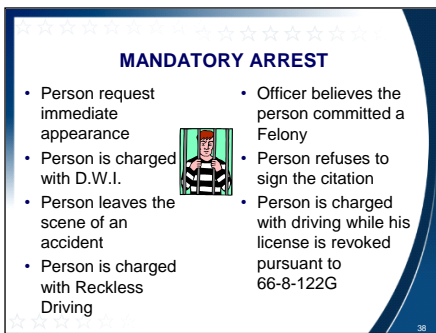 MANDATORY ARREST
• Person request
immediate
appearance
• Person is charged
with D.W.I.
• Person leaves the
scene of an
accident
• Person is charged
with Reckless
Driving
• Officer believes the
person committed a
Felony
• Person refuses to
sign the citation
• Person is charged
with driving while his
license is revoked
pursuant to
66-8-122G
38